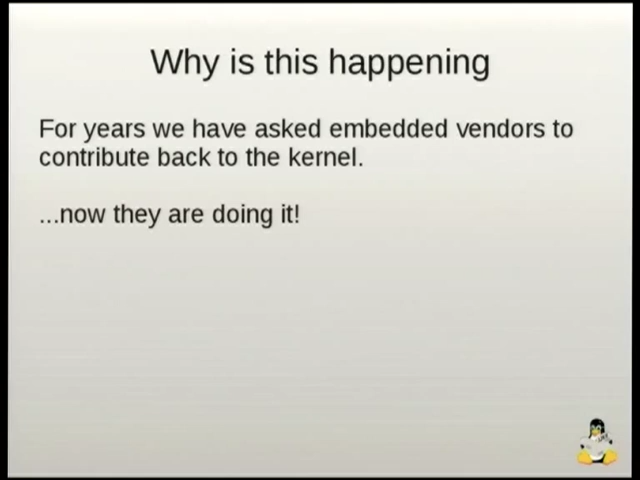 Why is this happening
For years we have asked embedded vendors to
contribute back to the kernel.
...now they are doing it!